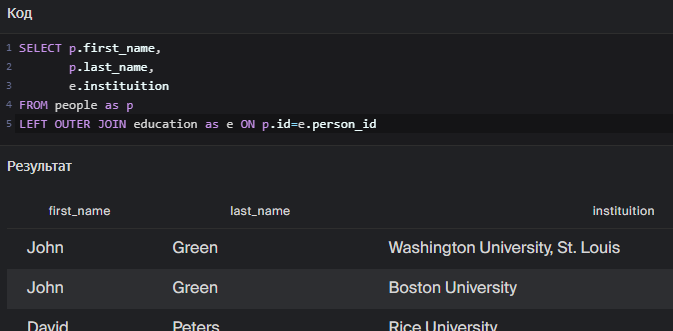 Код
1 SELECT p.first_name,
2 p.last_name,
3 e.instituition
4 FROM people as p
5 LEFT OUTER JOIN education as e ON p.id=e.person_id
Результат
first_name last_name instituition
John Green Washington University, St. Louis
John Green Boston University
David Peters Rice University